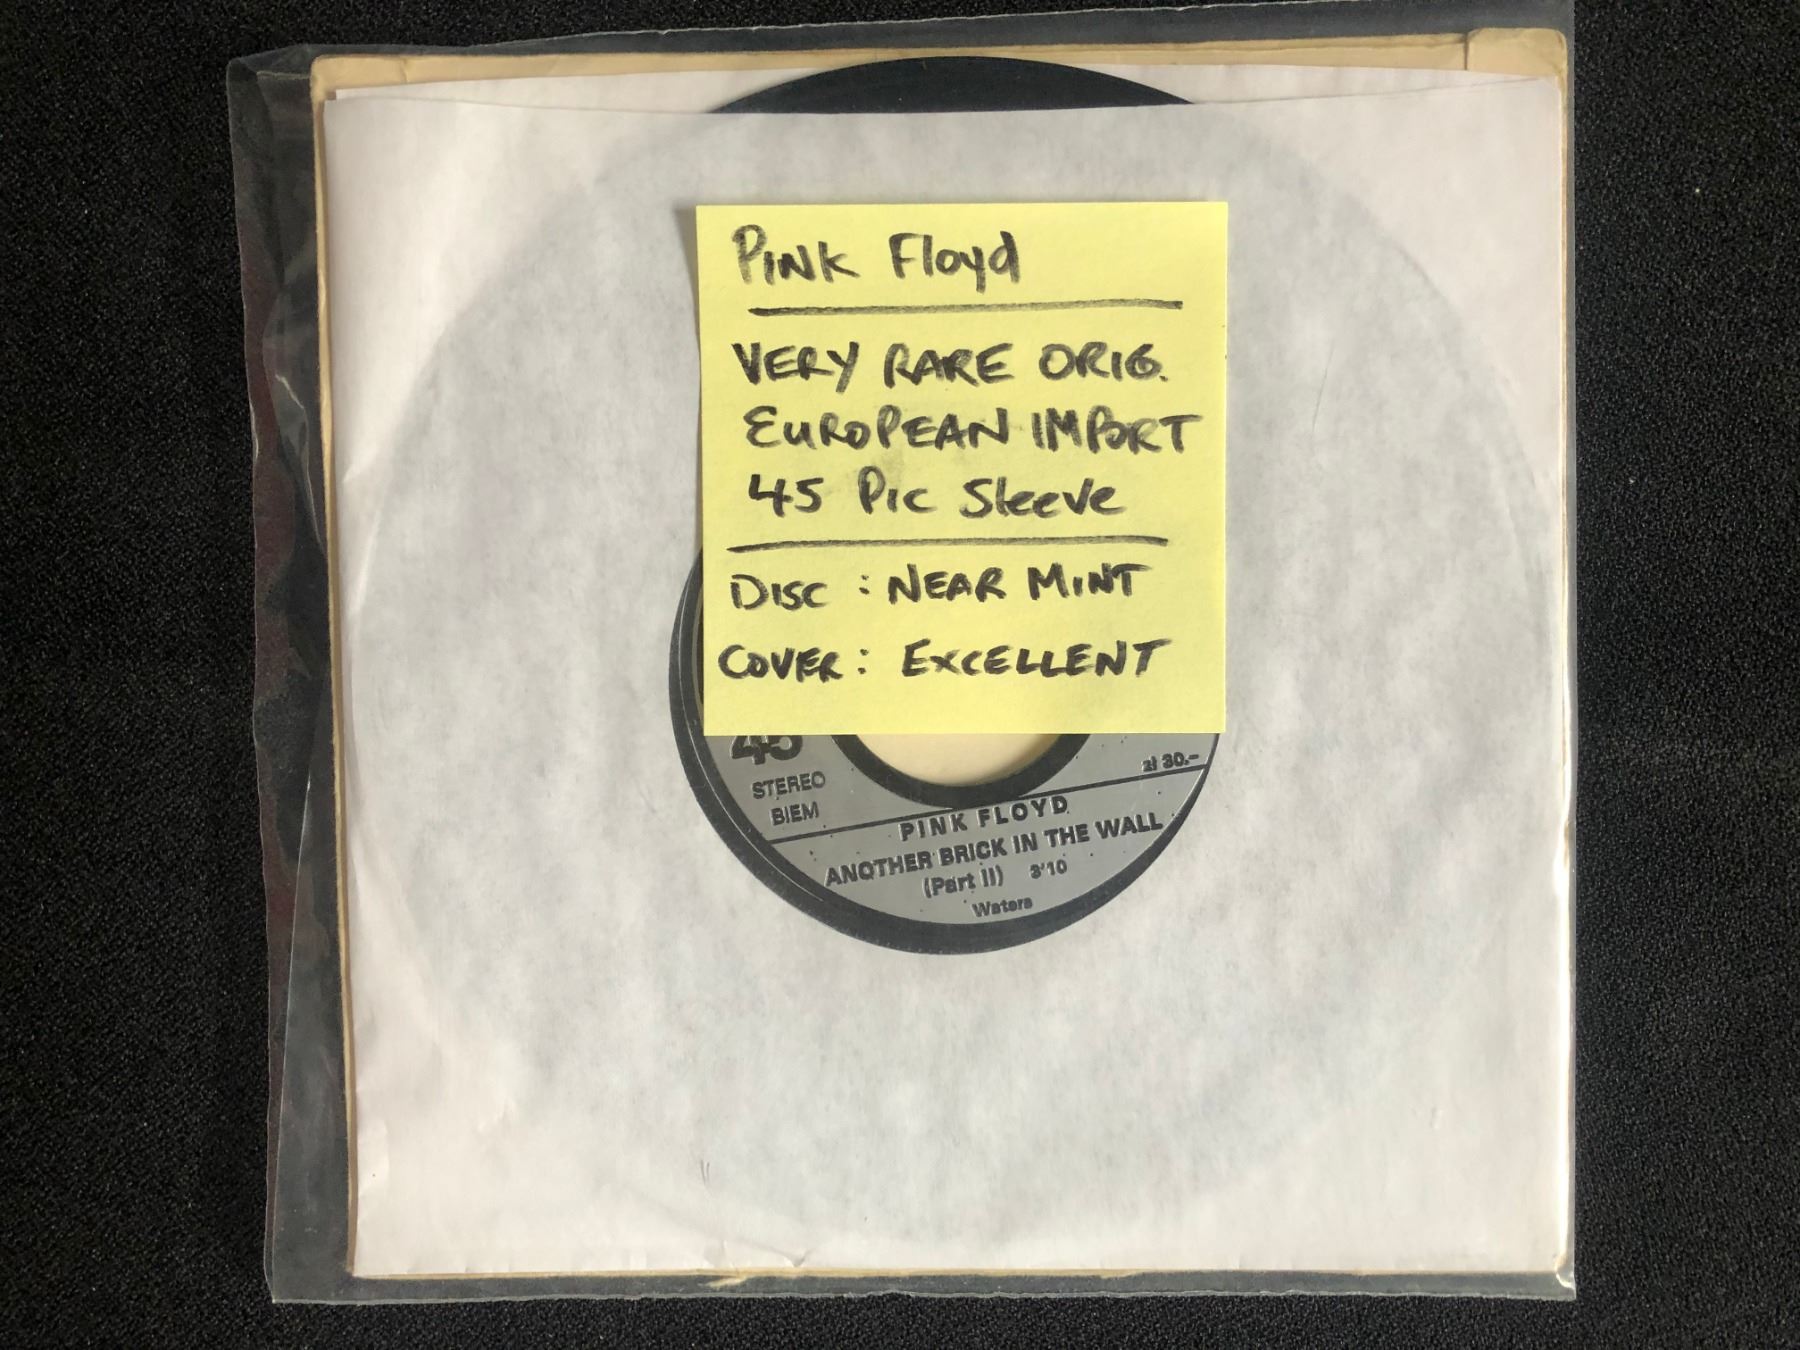 Pink Floyd
VERY RARE ORIG.
EUROPEAN IMPORT
45 Pic Sleeve
DISC : NEAR MINT
COVER : EXCELLENT
45
STEREO
BIEM
zł 30.-
PINK FLOYD
ANOTHER BRICK IN THE WALL
(Part II) 3'10
Waters